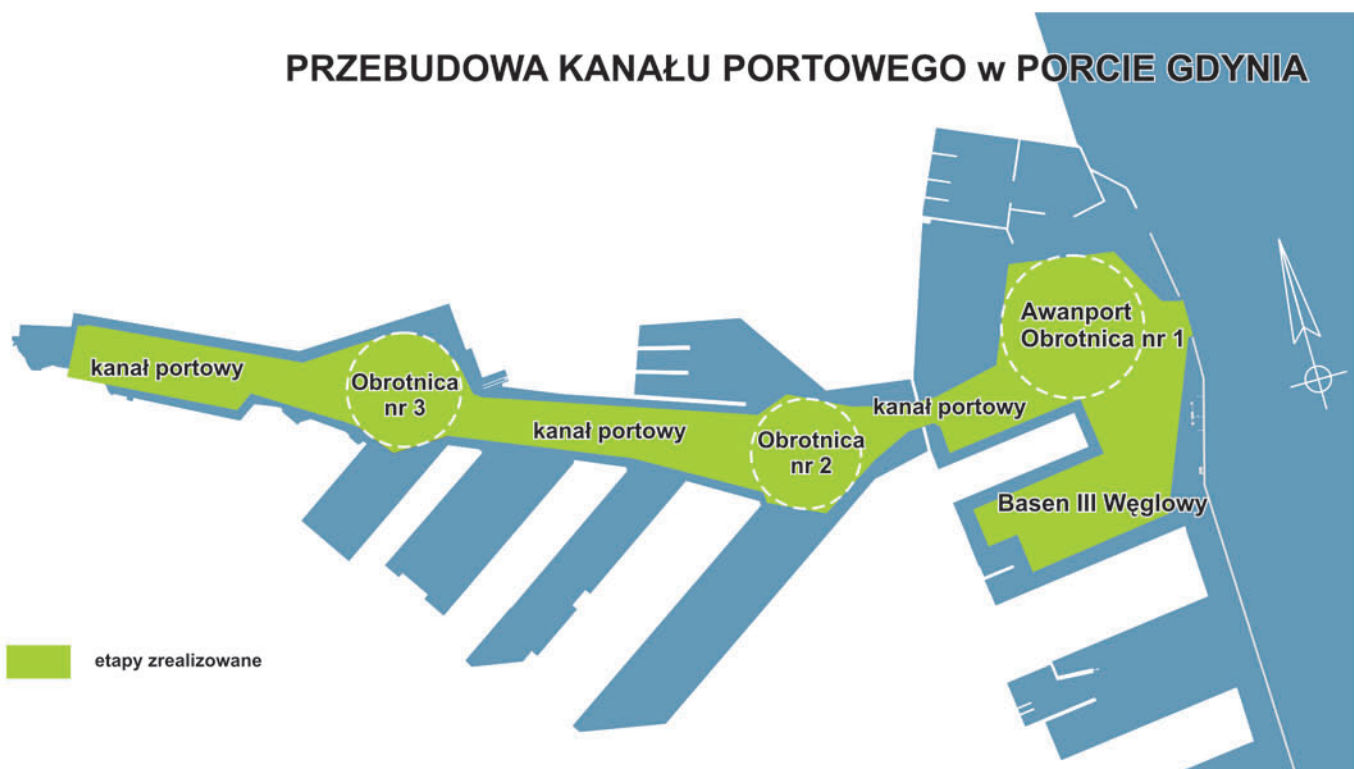 PRZEBUDOWA KANAŁU PORTOWEGO w PORCIE GDYNIA
Awanport
Obrotnica nr 1
kanał portowy
Obrotnica
nr 3
kanał portowy
kanał portowy
Obrotnica
nr 2
Basen III Węglowy
etapy zrealizowane